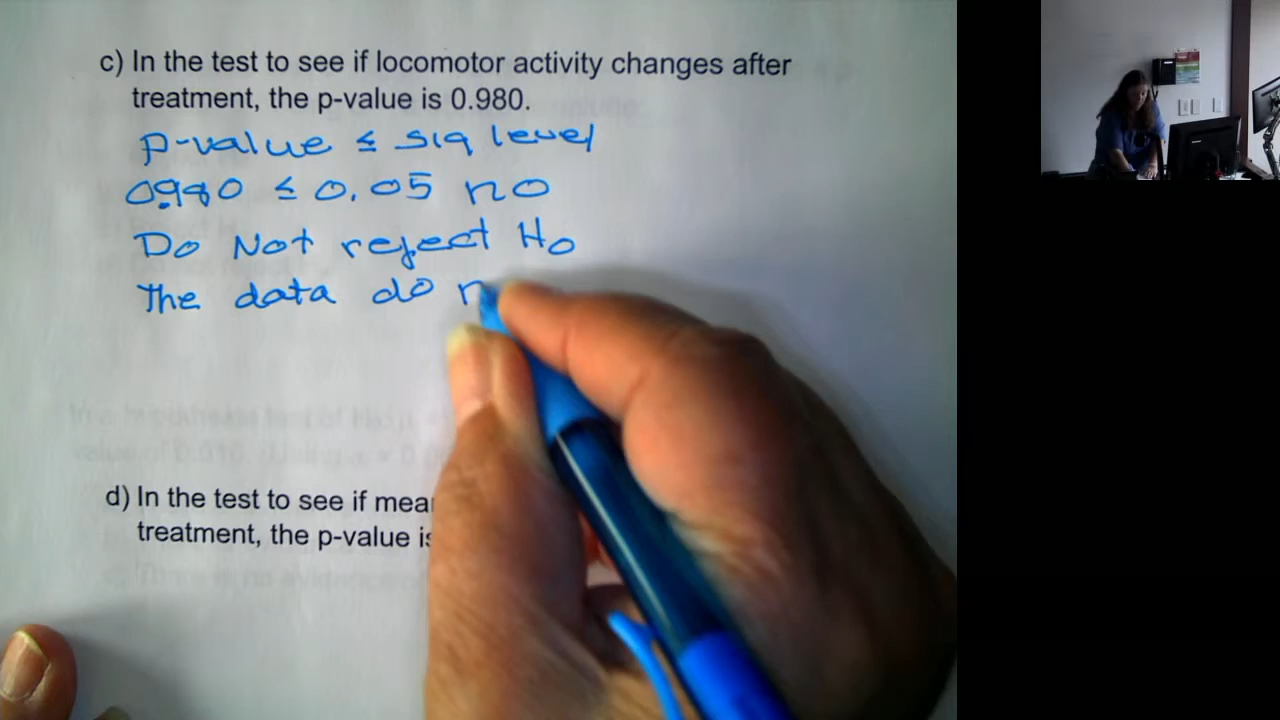 c) In the test to see if locomotor activity changes after
treatment, the p-value is 0.980.
p-value ≤ sig level
0.980 ≤ 0.05 no
Do Not reject H₀
The data do n
d) In the test to see if mea
treatment, the p-value is